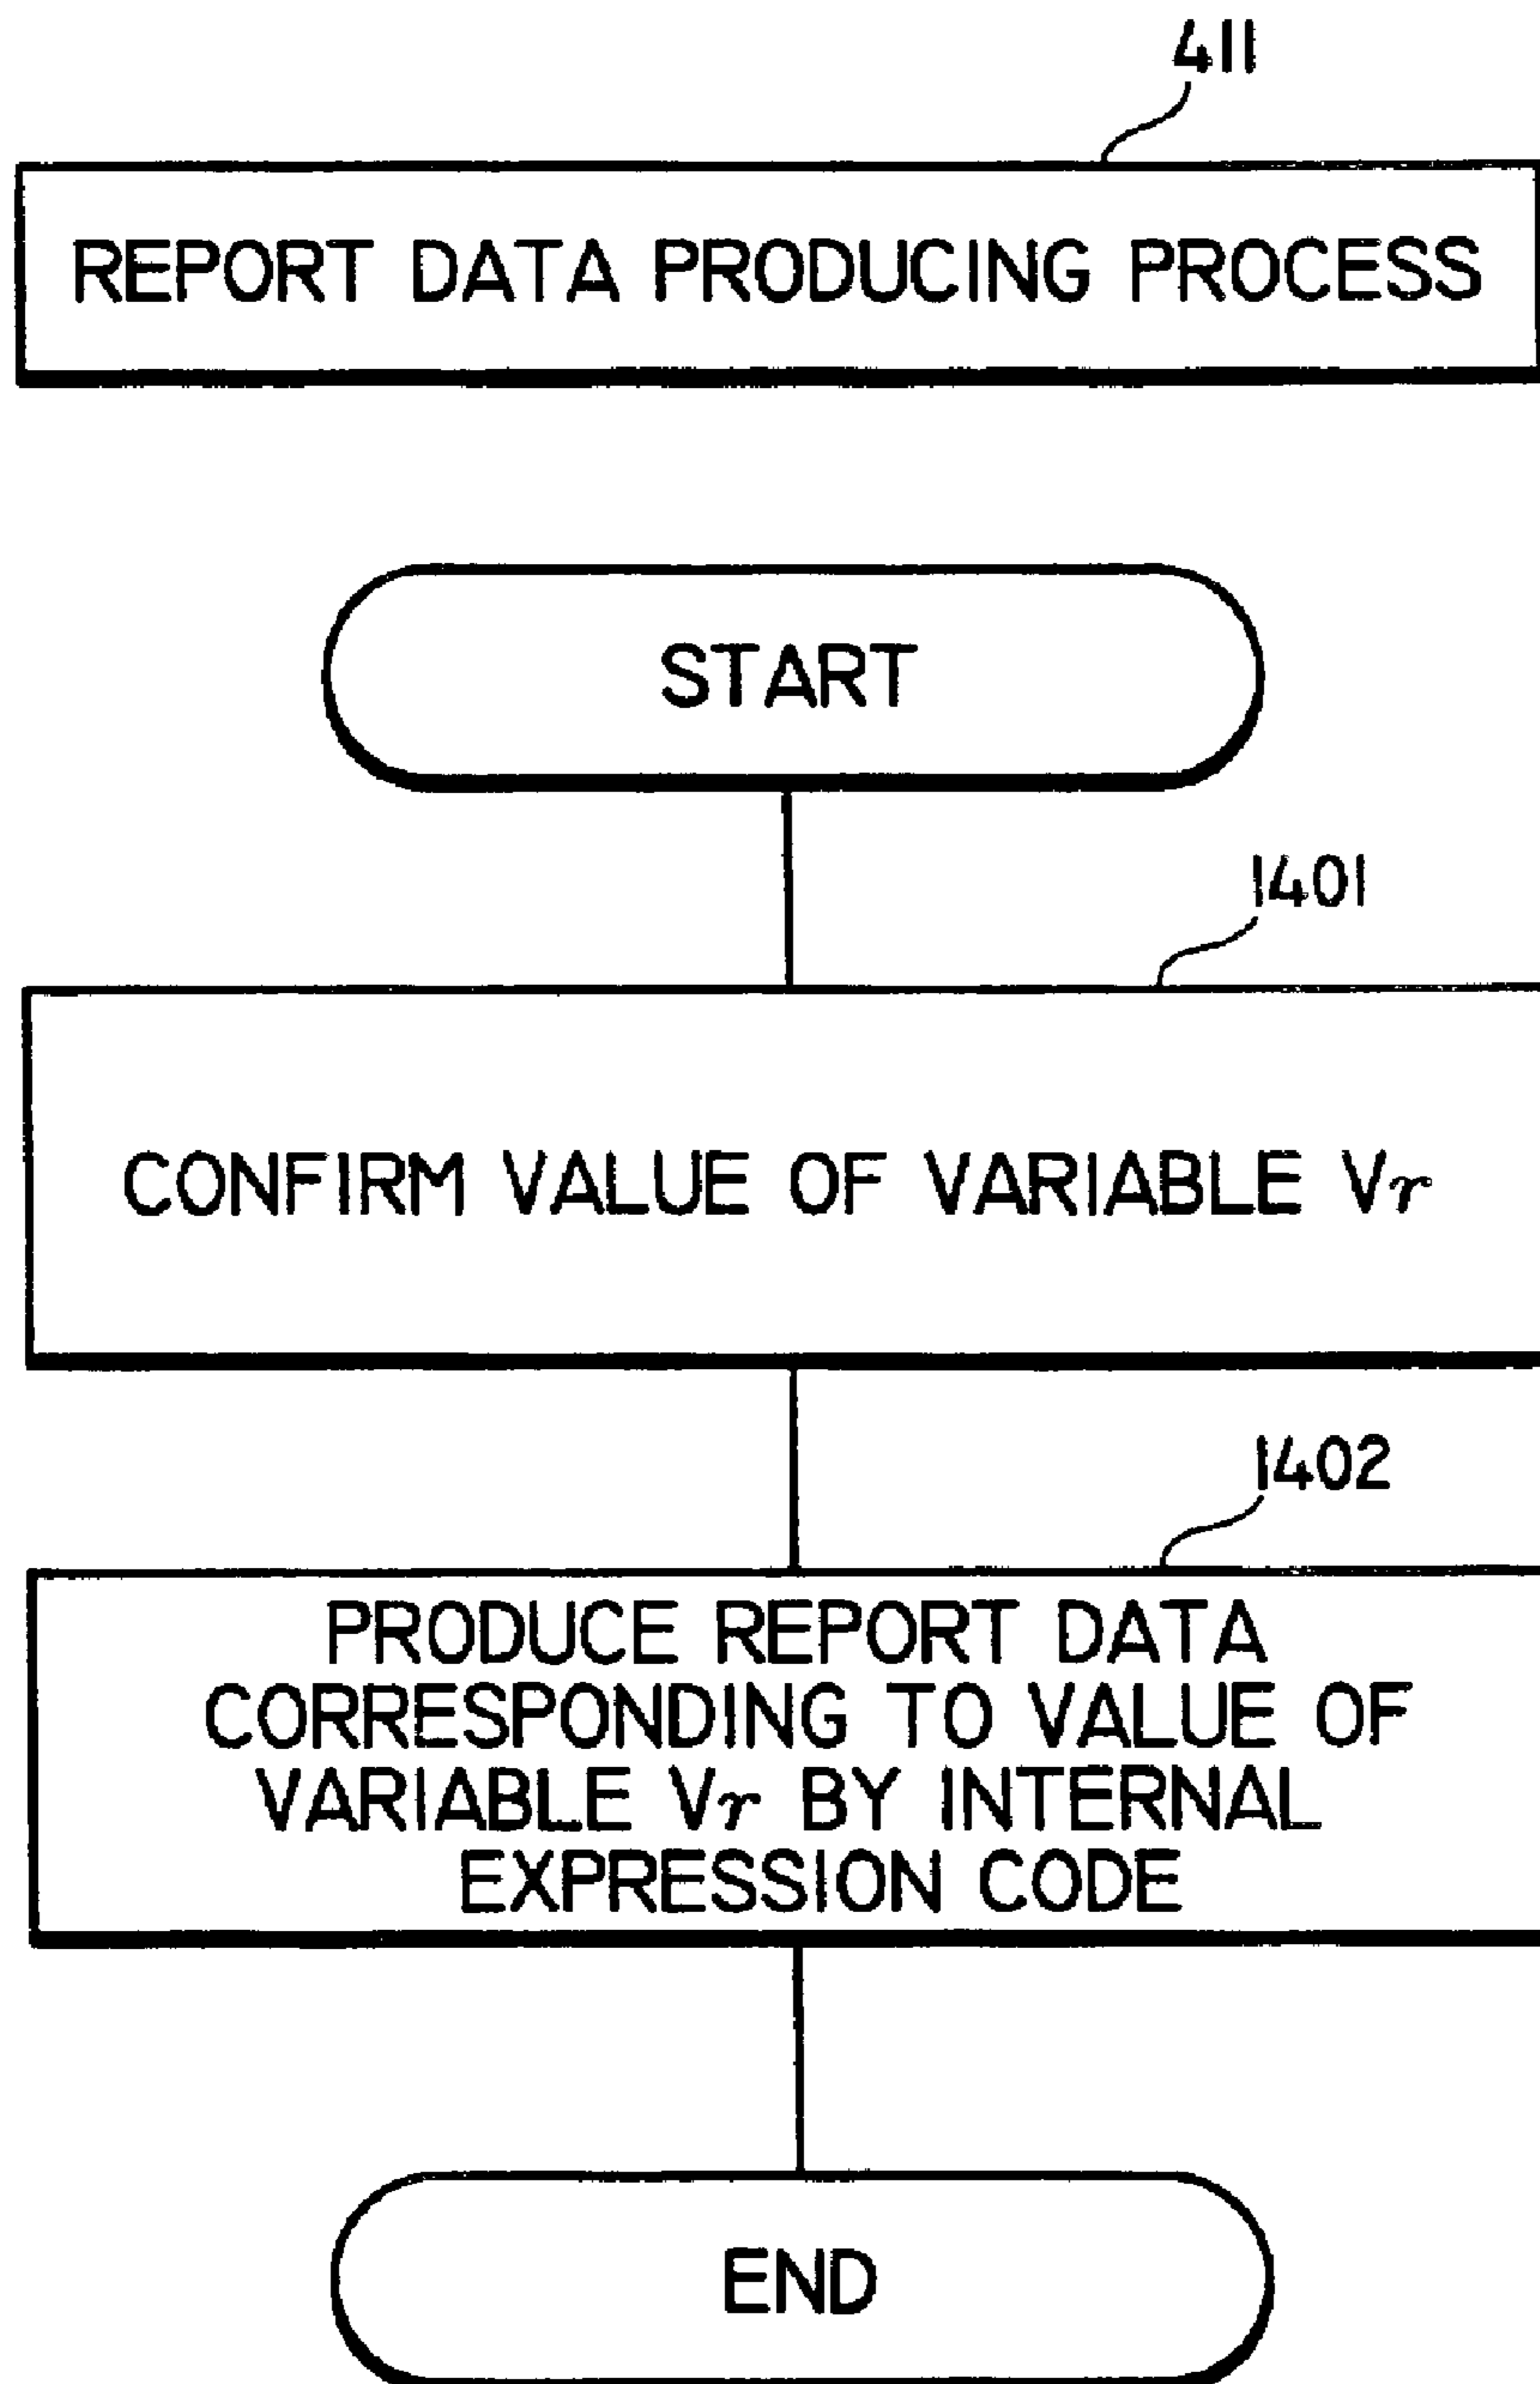 411
REPORT DATA PRODUCING PROCESS
START
1401
CONFIRM VALUE OF VARIABLE Vr
1402
PRODUCE REPORT DATA
CORRESPONDING TO VALUE OF
VARIABLE Vr BY INTERNAL
EXPRESSION CODE
END